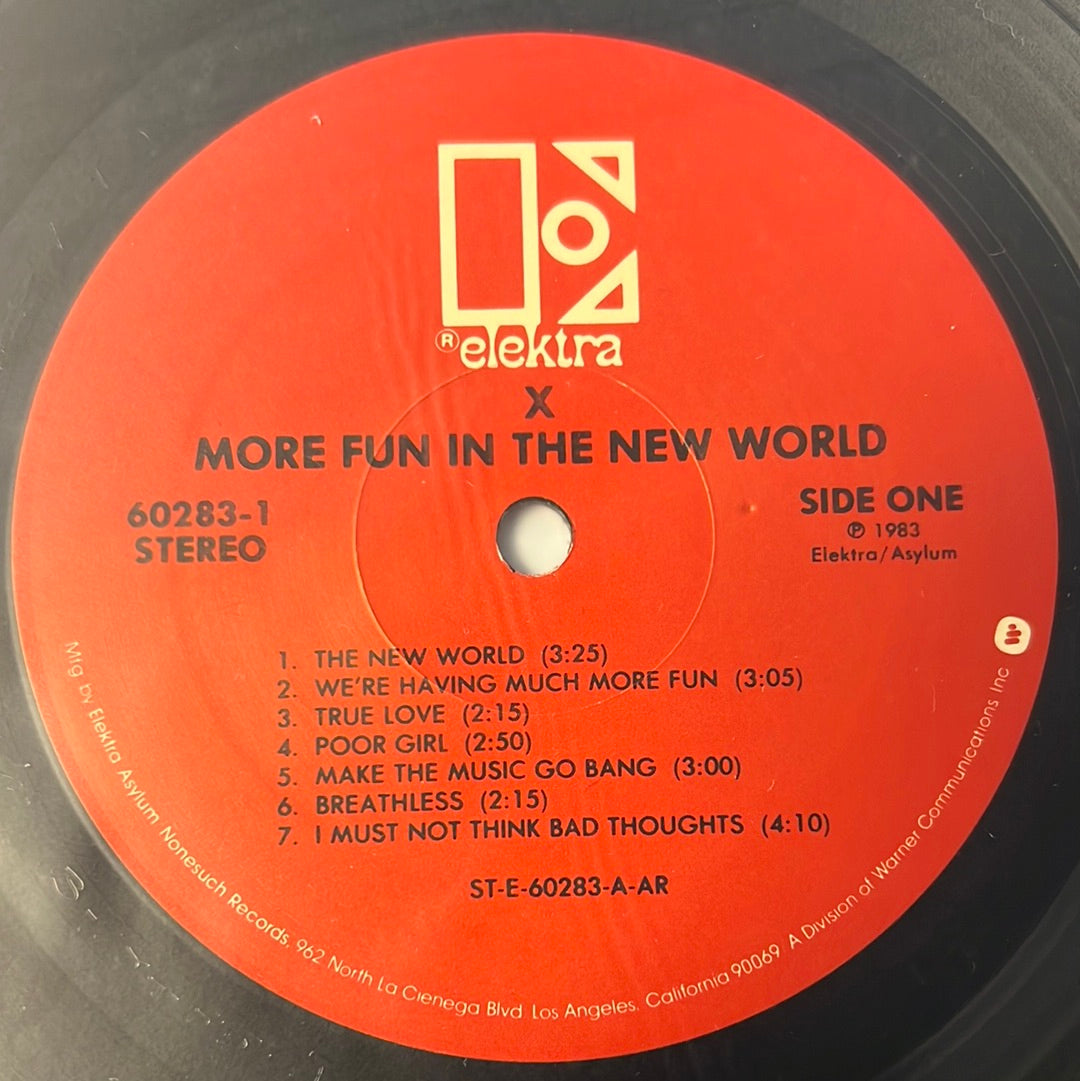 ® elektra
X
MORE FUN IN THE NEW WORLD
60283-1
STEREO
SIDE ONE
℗ 1983
Elektra/Asylum
1. THE NEW WORLD (3:25)
2. WE'RE HAVING MUCH MORE FUN (3:05)
3. TRUE LOVE (2:15)
4. POOR GIRL (2:50)
5. MAKE THE MUSIC GO BANG (3:00)
6. BREATHLESS (2:15)
7. I MUST NOT THINK BAD THOUGHTS (4:10)
ST-E-60283-A-AR
Mfg by Elektra Asylum Nonesuch Records, 962 North La Cienega Blvd Los Angeles, California 90069 A Division of Warner Communications Inc